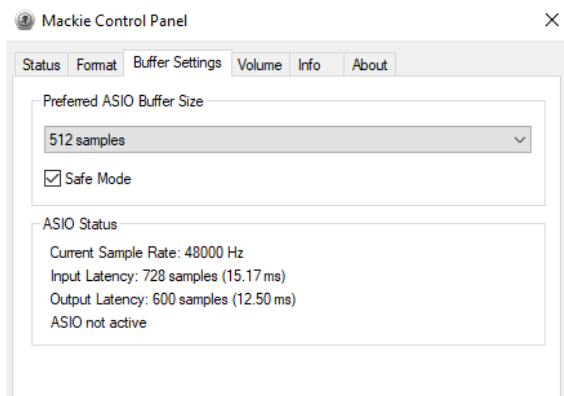 Mackie Control Panel
Status Format Buffer Settings Volume Info About
Preferred ASIO Buffer Size
512 samples
Safe Mode
ASIO Status
Current Sample Rate: 48000 Hz
Input Latency: 728 samples (15.17 ms)
Output Latency: 600 samples (12.50 ms)
ASIO not active